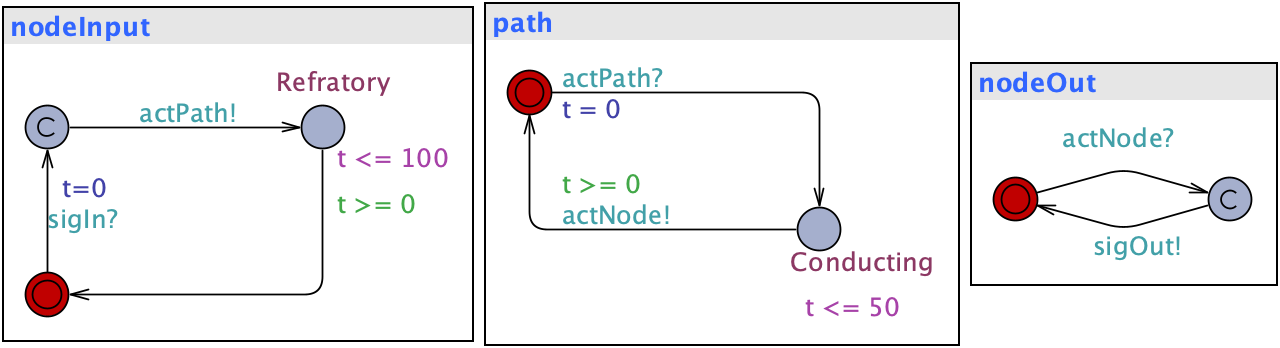 nodeInput
Refratory
C
actPath!
t <= 100
t=0
t >= 0
sigIn?
path
actPath?
t = 0
t >= 0
actNode!
Conducting
t <= 50
nodeOut
actNode?
C
sigOut!